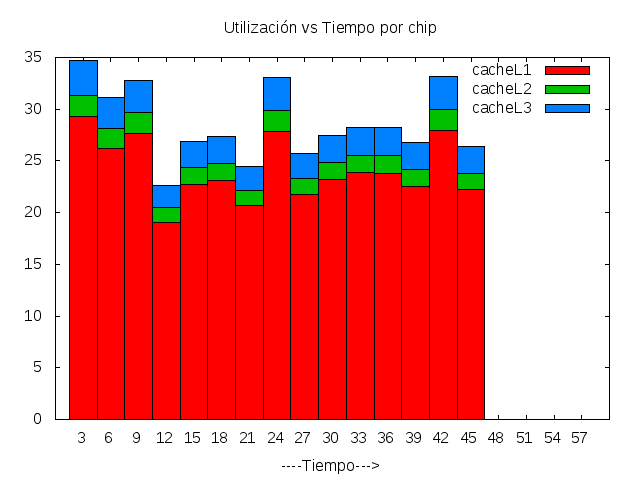 Utilización vs Tiempo por chip
35
30
25
20
15
10
5
0
cacheL1
cacheL2
cacheL3
3 6 9 12 15 18 21 24 27 30 33 36 39 42 45 48 51 54 57
----Tiempo--->